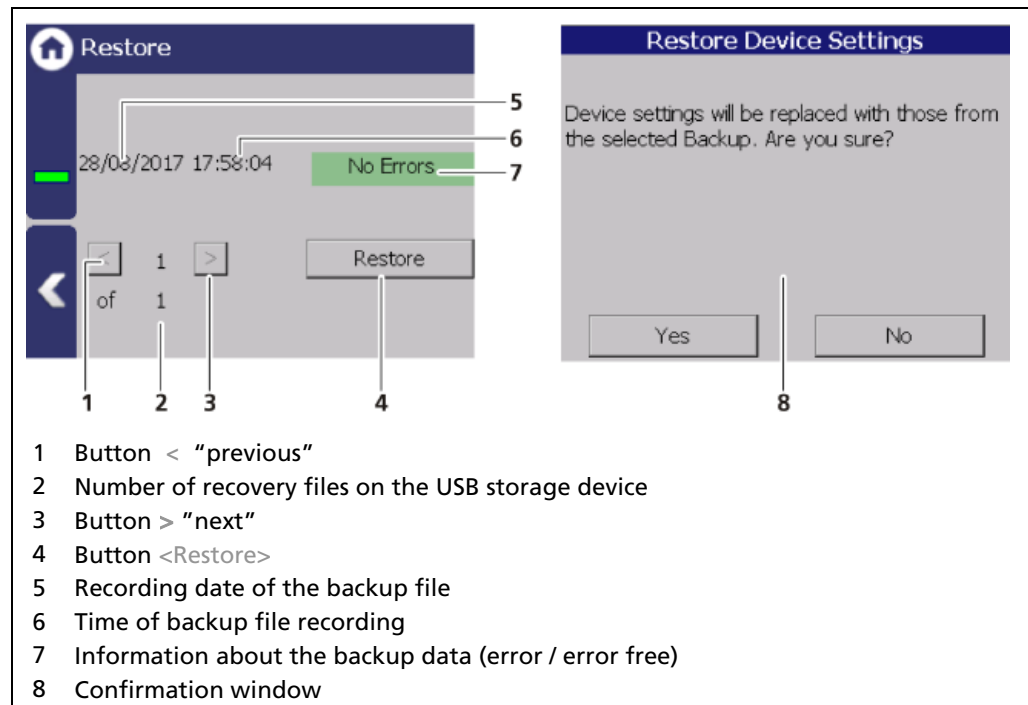 Restore
28/08/2017 17:58:04
No Errors
< 1 >
Restore
of 1
Restore Device Settings
Device settings will be replaced with those from
the selected Backup. Are you sure?
Yes No
5
6
7
1 2 3 4 8
1 Button < "previous"
2 Number of recovery files on the USB storage device
3 Button > "next"
4 Button <Restore>
5 Recording date of the backup file
6 Time of backup file recording
7 Information about the backup data (error / error free)
8 Confirmation window